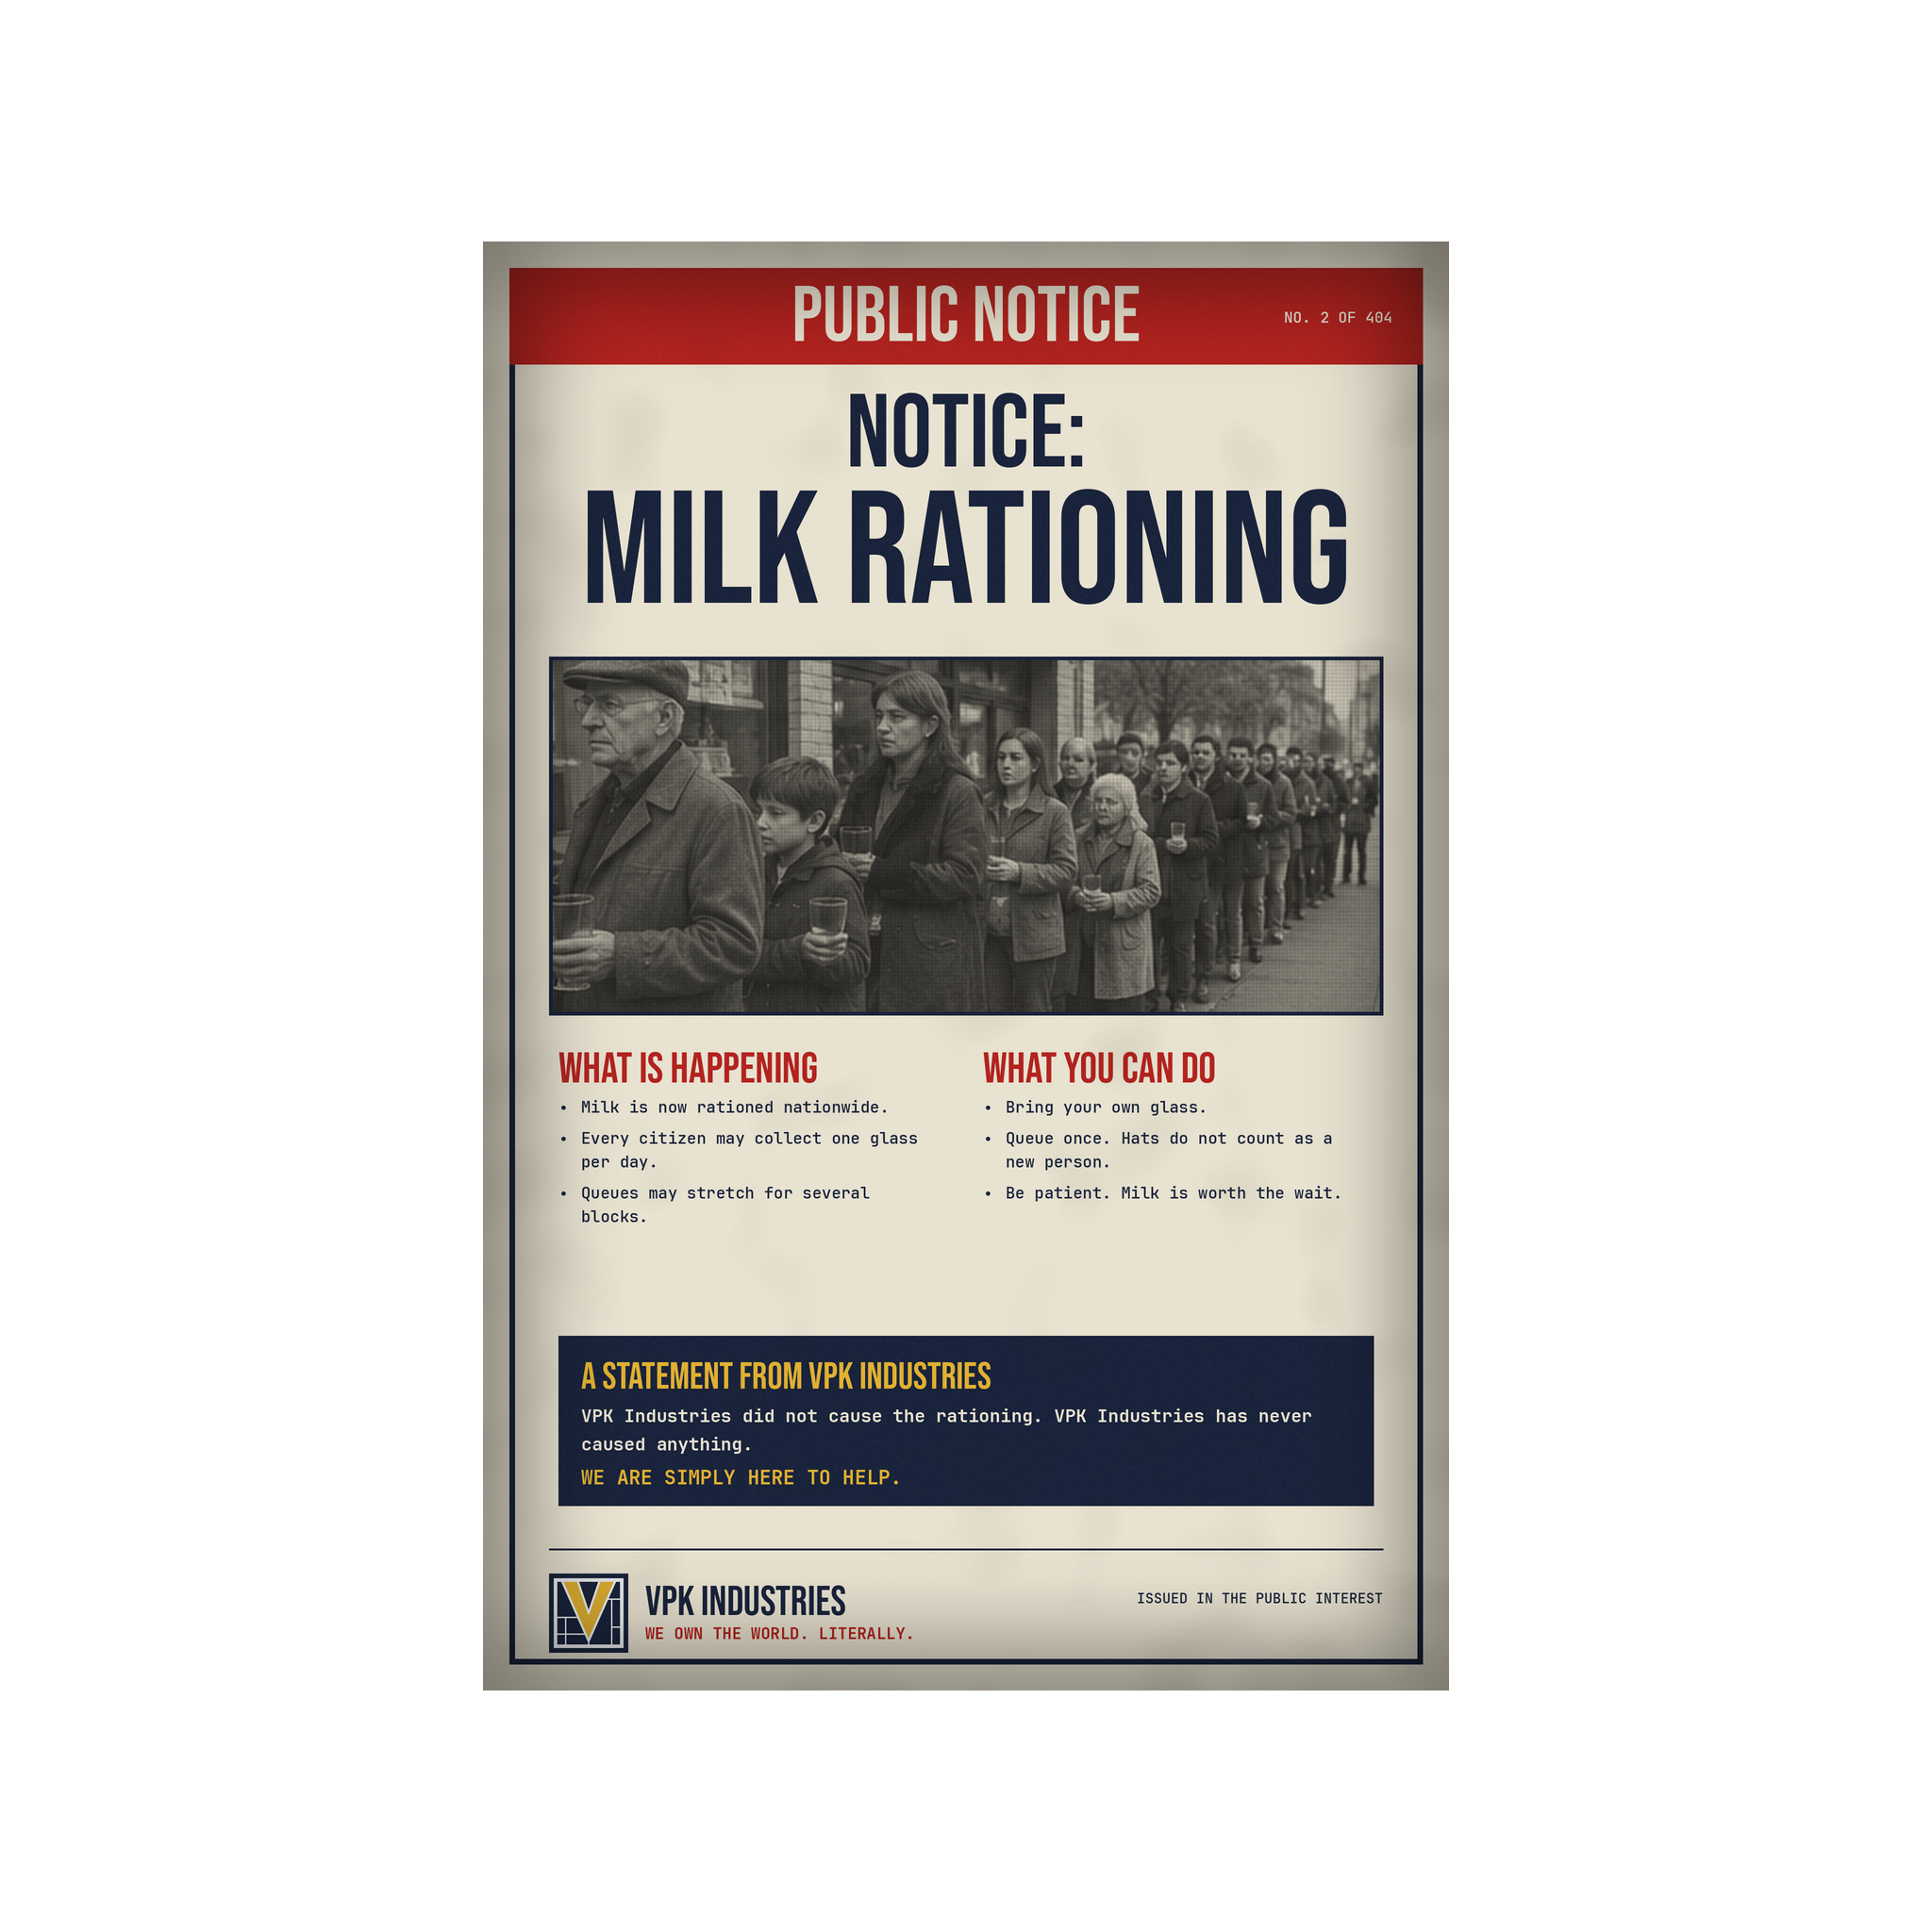 PUBLIC NOTICE
NO. 2 OF 404
NOTICE:
MILK RATIONING
WHAT IS HAPPENING
• Milk is now rationed nationwide.
• Every citizen may collect one glass
per day.
• Queues may stretch for several
blocks.
WHAT YOU CAN DO
• Bring your own glass.
• Queue once. Hats do not count as a
new person.
• Be patient. Milk is worth the wait.
A STATEMENT FROM VPK INDUSTRIES
VPK Industries did not cause the rationing. VPK Industries has never
caused anything.
WE ARE SIMPLY HERE TO HELP.
V
VPK INDUSTRIES
WE OWN THE WORLD. LITERALLY.
ISSUED IN THE PUBLIC INTEREST